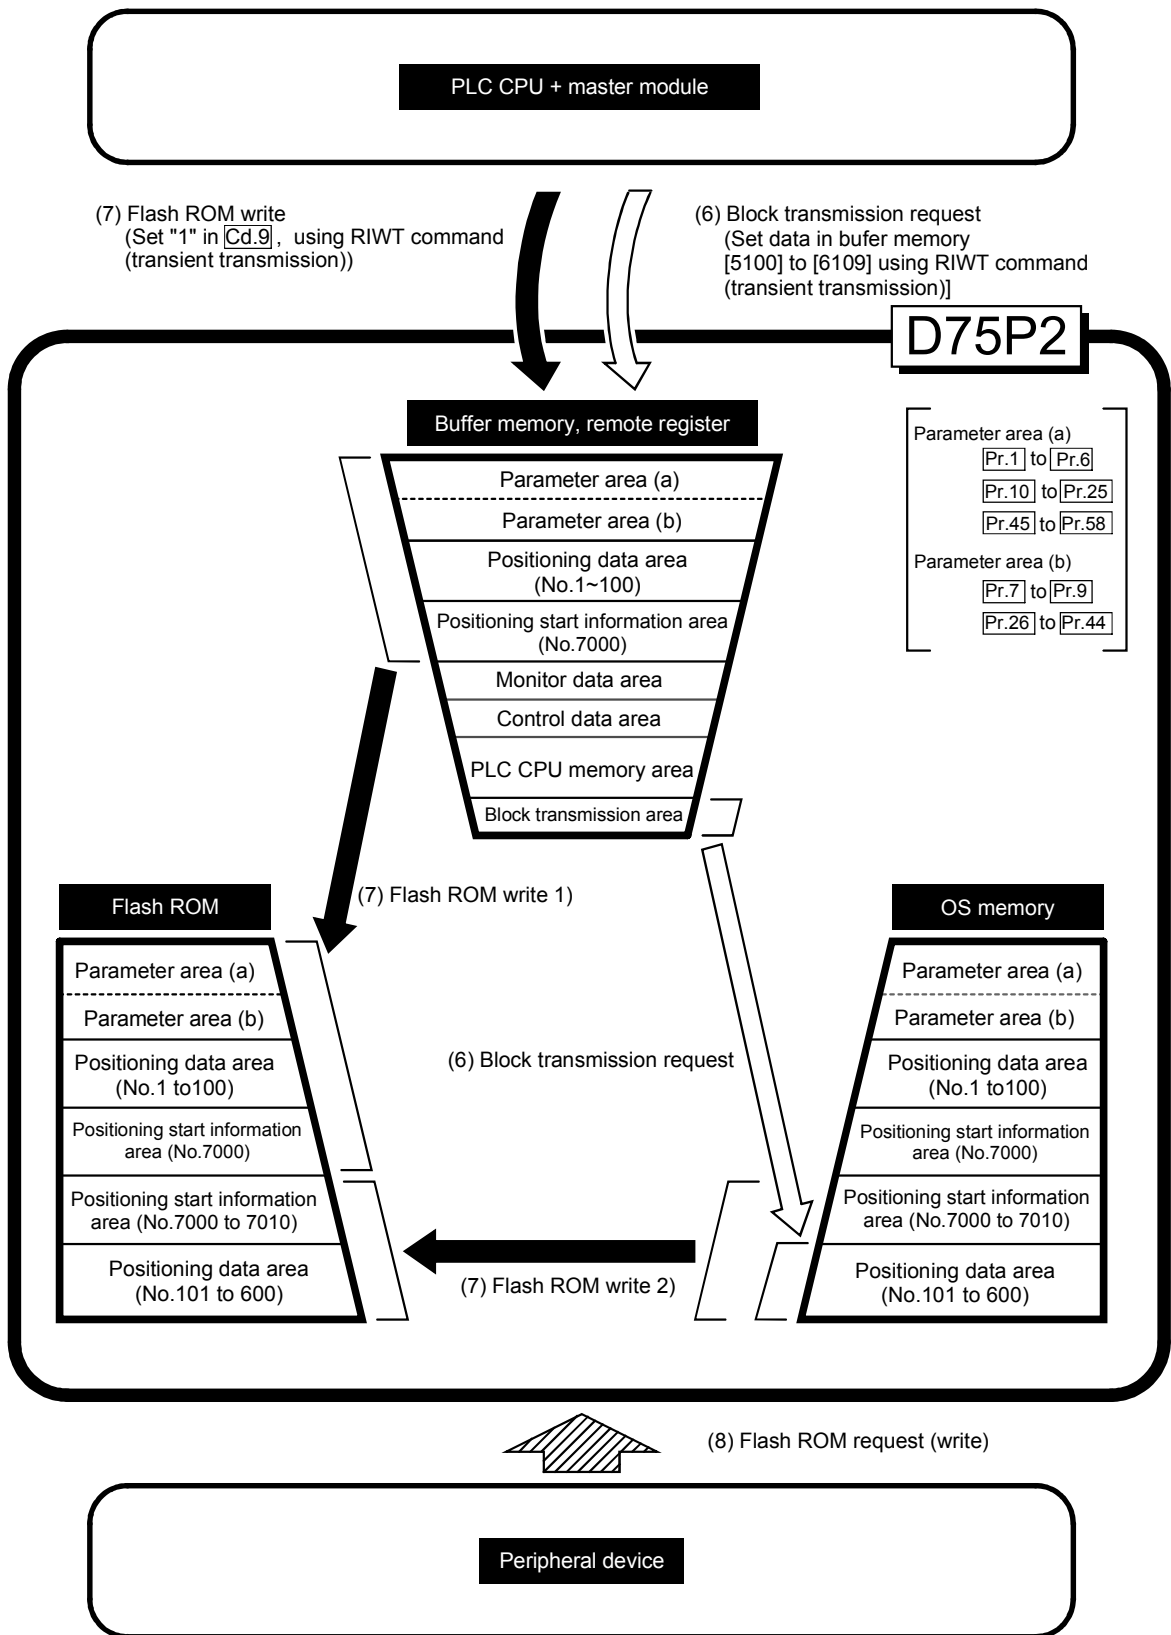 PLC CPU + master module
(7) Flash ROM write
(Set "1" in Cd.9 , using RIWT command
(transient transmission))
(6) Block transmission request
(Set data in bufer memory
[5100] to [6109] using RIWT command
(transient transmission)]
D75P2
Buffer memory, remote register
Parameter area (a)
Parameter area (b)
Positioning data area
(No.1~100)
Positioning start information area
(No.7000)
Monitor data area
Control data area
PLC CPU memory area
Block transmission area
Parameter area (a)
Pr.1 to Pr.6
Pr.10 to Pr.25
Pr.45 to Pr.58
Parameter area (b)
Pr.7 to Pr.9
Pr.26 to Pr.44
(7) Flash ROM write 1)
Flash ROM
Parameter area (a)
Parameter area (b)
Positioning data area
(No.1 to100)
Positioning start information
area (No.7000)
Positioning start information
area (No.7000 to 7010)
Positioning data area
(No.101 to 600)
(6) Block transmission request
(7) Flash ROM write 2)
OS memory
Parameter area (a)
Parameter area (b)
Positioning data area
(No.1 to100)
Positioning start information
area (No.7000)
Positioning start information
area (No.7000 to 7010)
Positioning data area
(No.101 to 600)
(8) Flash ROM request (write)
Peripheral device